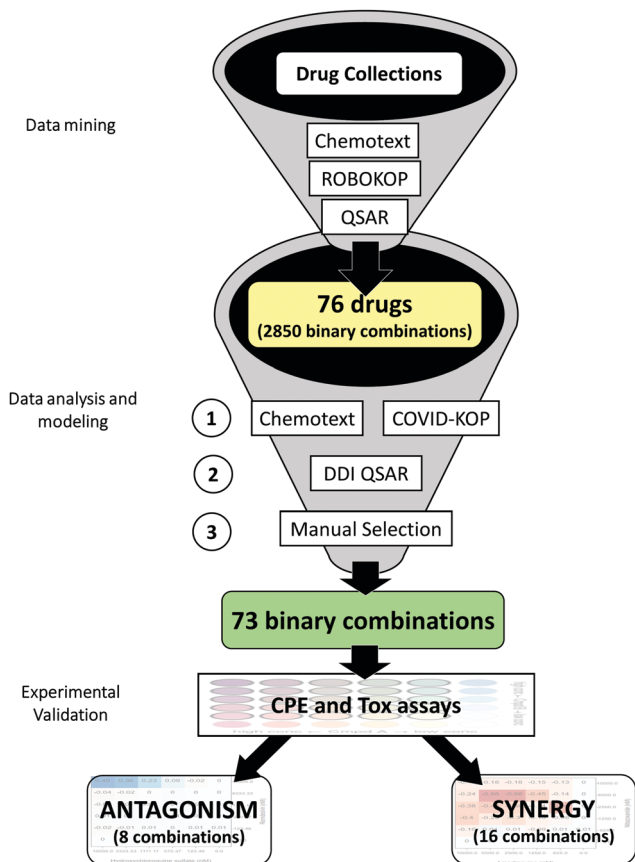 Drug Collections
Data mining
Chemotext
ROBOKOP
QSAR
76 drugs
(2850 binary combinations)
Data analysis and
modeling
1
Chemotext
COVID-KOP
2
DDI QSAR
3
Manual Selection
73 binary combinations
Experimental
Validation
CPE and Tox assays
ANTAGONISM
(8 combinations)
SYNERGY
(16 combinations)